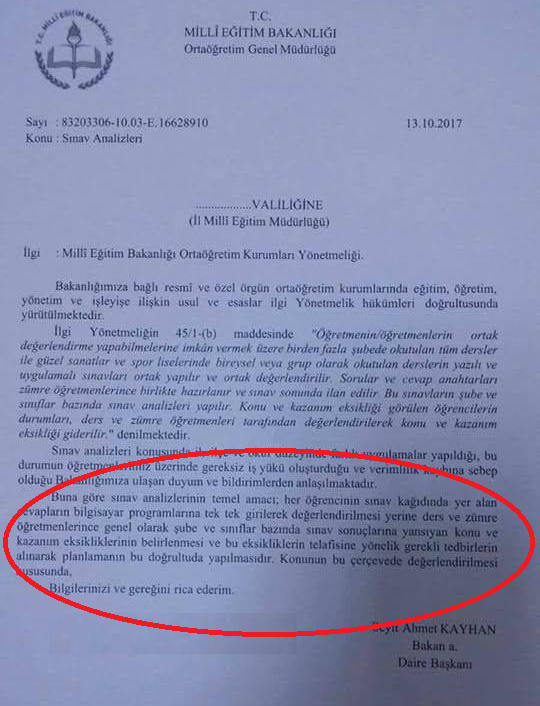 T.C. MİLLÎ EĞİTİM BAKANLIĞI
T.C.
MİLLÎ EĞİTİM BAKANLIĞI
Ortaöğretim Genel Müdürlüğü
Sayı : 83203306-10.03-E.16628910 13.10.2017
Konu : Sınav Analizleri
...................VALİLİĞİNE
(İl Millî Eğitim Müdürlüğü)
İlgi : Millî Eğitim Bakanlığı Ortaöğretim Kurumları Yönetmeliği.
Bakanlığımıza bağlı resmî ve özel örgün ortaöğretim kurumlarında eğitim, öğretim,
yönetim ve işleyişe ilişkin usul ve esaslar ilgi Yönetmelik hükümleri doğrultusunda
yürütülmektedir.
İlgi Yönetmeliğin 45/1-(b) maddesinde "Öğretmenin/öğretmenlerin ortak
değerlendirme yapabilmelerine imkân vermek üzere birden fazla şubede okutulan tüm dersler
ile güzel sanatlar ve spor liselerinde bireysel veya grup olarak okutulan derslerin yazılı ve
uygulamalı sınavları ortak yapılır ve ortak değerlendirilir. Sorular ve cevap anahtarları
zümre öğretmenlerince birlikte hazırlanır ve sınav sonunda ilan edilir. Bu sınavların şube ve
sınıflar bazında sınav analizleri yapılır. Konu ve kazanım eksikliği görülen öğrencilerin
durumları, ders ve zümre öğretmenleri tarafından değerlendirilerek konu ve kazanım
eksikliği giderilir." denilmektedir.
Sınav analizleri konusunda il, ilçe ve okul düzeyinde farklı uygulamalar yapıldığı, bu
durumun öğretmenlerimiz üzerinde gereksiz iş yükü oluşturduğu ve verimlilik kaybına sebep
olduğu Bakanlığımıza ulaşan duyum ve bildirimlerden anlaşılmaktadır.
Buna göre sınav analizlerinin temel amacı; her öğrencinin sınav kağıdında yer alan
cevapların bilgisayar programlarına tek tek girilerek değerlendirilmesi yerine ders ve zümre
öğretmenlerince genel olarak şube ve sınıflar bazında sınav sonuçlarına yansıyan konu ve
kazanım eksikliklerinin belirlenmesi ve bu eksikliklerin telafisine yönelik gerekli tedbirlerin
alınarak planlamanın bu doğrultuda yapılmasıdır. Konunun bu çerçevede değerlendirilmesi
hususunda,
Bilgilerinizi ve gereğini rica ederim.
Seyit Ahmet KAYHAN
Bakan a.
Daire Başkanı